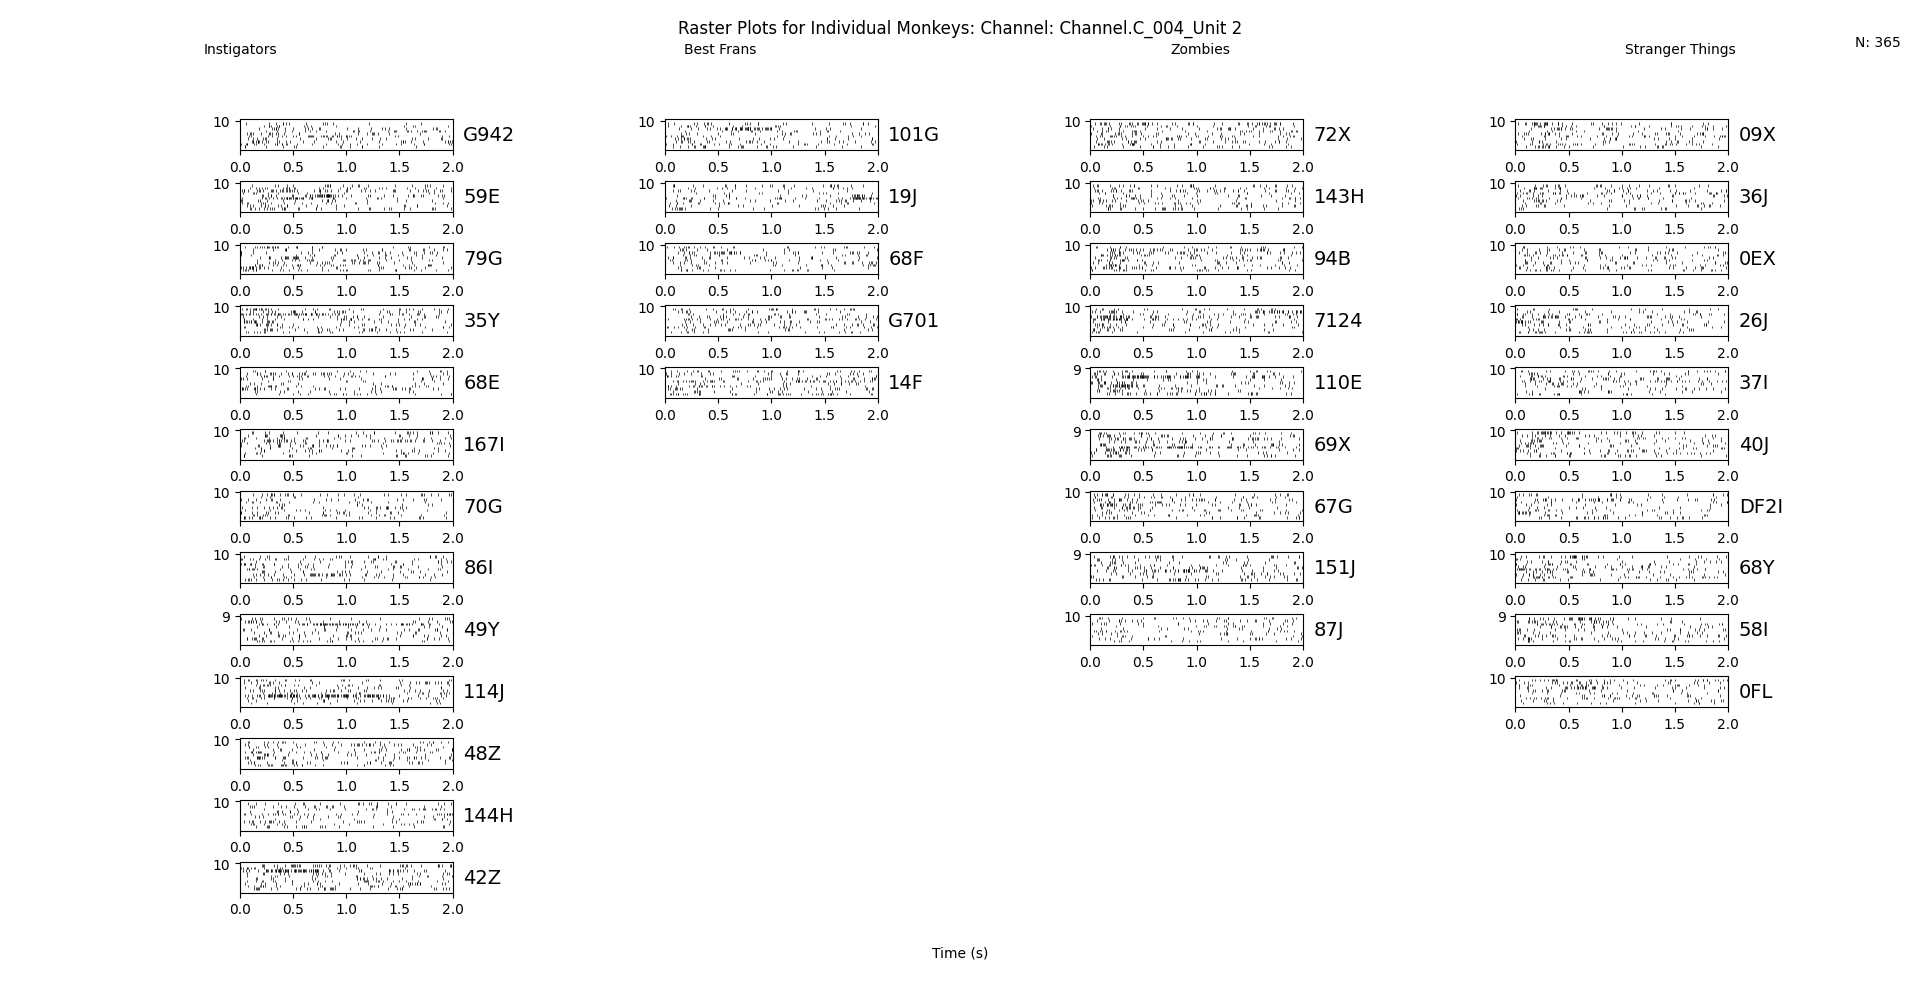 Raster Plots for Individual Monkeys: Channel: Channel.C_004_Unit 2
Instigators Best Frans Zombies Stranger Things N: 365
10 G942 10 101G 10 72X 10 09X
0.0 0.5 1.0 1.5 2.0 0.0 0.5 1.0 1.5 2.0 0.0 0.5 1.0 1.5 2.0 0.0 0.5 1.0 1.5 2.0
10 59E 10 19J 10 143H 10 36J
0.0 0.5 1.0 1.5 2.0 0.0 0.5 1.0 1.5 2.0 0.0 0.5 1.0 1.5 2.0 0.0 0.5 1.0 1.5 2.0
10 79G 10 68F 10 94B 10 0EX
0.0 0.5 1.0 1.5 2.0 0.0 0.5 1.0 1.5 2.0 0.0 0.5 1.0 1.5 2.0 0.0 0.5 1.0 1.5 2.0
10 35Y 10 G701 10 7124 10 26J
0.0 0.5 1.0 1.5 2.0 0.0 0.5 1.0 1.5 2.0 0.0 0.5 1.0 1.5 2.0 0.0 0.5 1.0 1.5 2.0
10 68E 10 14F 9 110E 10 37I
0.0 0.5 1.0 1.5 2.0 0.0 0.5 1.0 1.5 2.0 0.0 0.5 1.0 1.5 2.0 0.0 0.5 1.0 1.5 2.0
10 167I 9 69X 10 40J
0.0 0.5 1.0 1.5 2.0 0.0 0.5 1.0 1.5 2.0 0.0 0.5 1.0 1.5 2.0
10 70G 10 67G 10 DF2I
0.0 0.5 1.0 1.5 2.0 0.0 0.5 1.0 1.5 2.0 0.0 0.5 1.0 1.5 2.0
10 86I 9 151J 10 68Y
0.0 0.5 1.0 1.5 2.0 0.0 0.5 1.0 1.5 2.0 0.0 0.5 1.0 1.5 2.0
9 49Y 10 87J 9 58I
0.0 0.5 1.0 1.5 2.0 0.0 0.5 1.0 1.5 2.0 0.0 0.5 1.0 1.5 2.0
10 114J 10 0FL
0.0 0.5 1.0 1.5 2.0 0.0 0.5 1.0 1.5 2.0
10 48Z
0.0 0.5 1.0 1.5 2.0
10 144H
0.0 0.5 1.0 1.5 2.0
10 42Z
0.0 0.5 1.0 1.5 2.0
Time (s)